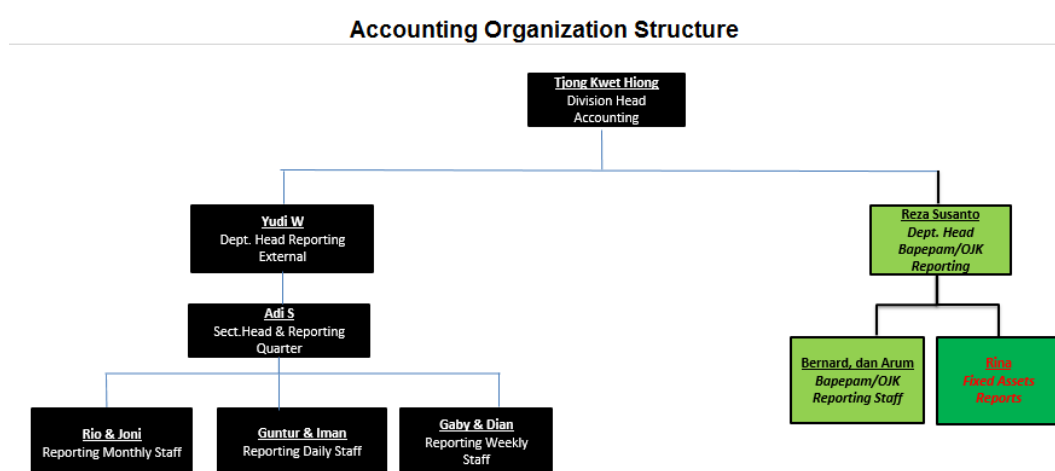 Accounting Organization Structure
Tjong Kwet Hiong
Division Head
Accounting
Yudi W
Dept. Head Reporting
External
Reza Susanto
Dept. Head
Bapepam/OJK
Reporting
Adi S
Sect.Head & Reporting
Quarter
Bernard, dan Arum
Bapepam/OJK
Reporting Staff
Rina
Fixed Assets
Reports
Rio & Joni
Reporting Monthly Staff
Guntur & Iman
Reporting Daily Staff
Gaby & Dian
Reporting Weekly
Staff